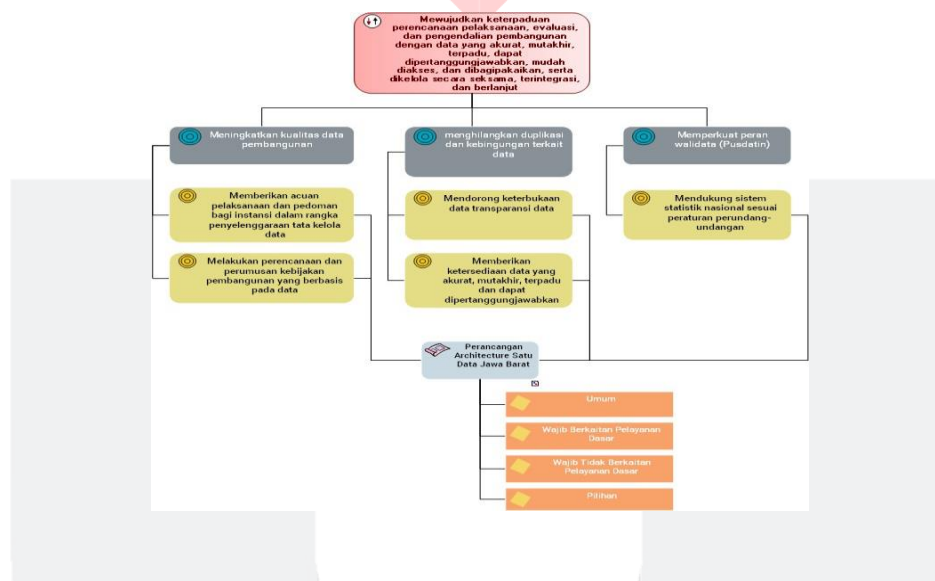 Mewujudkan keterpaduan
perencanaan pelaksanaan, evaluasi,
dan pengendalian pembangunan
dengan data yang akurat, mutakhir,
terpadu, dapat
dipertanggungjawabkan, mudah
diakses, dan dibagipakaikan, serta
dikelola secara seksama, terintegrasi,
dan berlanjut
Meningkatkan kualitas data
pembangunan
menghilangkan duplikasi
dan kebingungan terkait
data
Memperkuat peran
walidata (Pusdatin)
Memberikan acuan
pelaksanaan dan pedoman
bagi instansi dalam rangka
penyelenggaraan tata kelola
data
Mendorong keterbukaan
data transparansi data
Mendukung sistem
statistik nasional sesuai
peraturan perundang-
undangan
Melakukan perencanaan dan
perumusan kebijakan
pembangunan yang berbasis
pada data
Memberikan
ketersediaan data yang
akurat, mutakhir, terpadu
dan dapat
dipertanggungjawabkan
Perancangan
Architecture Satu
Data Jawa Barat
Umum
Wajib Berkaitan Pelayanan
Dasar
Wajib Tidak Berkaitan
Pelayanan Dasar
Pilihan